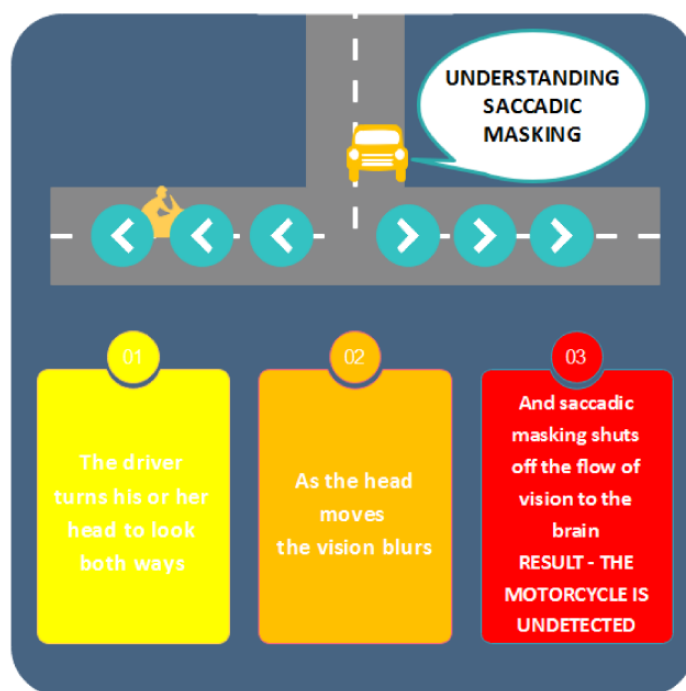 UNDERSTANDING
SACCADIC
MASKING
01
The driver
turns his or her
head to look
both ways
02
As the head
moves
the vision blurs
03
And saccadic
masking shuts
off the flow of
vision to the
brain
RESULT - THE
MOTORCYCLE IS
UNDETECTED